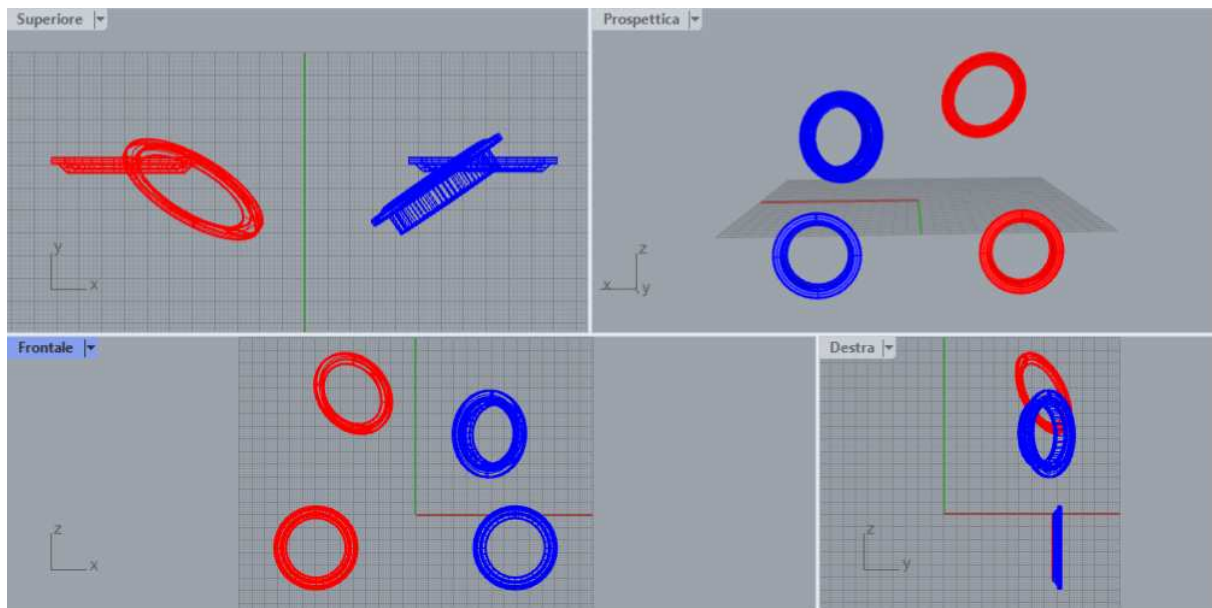 Superiore
Prospettica
y
x
z
x
y
Frontale
Destra
z
x
z
y